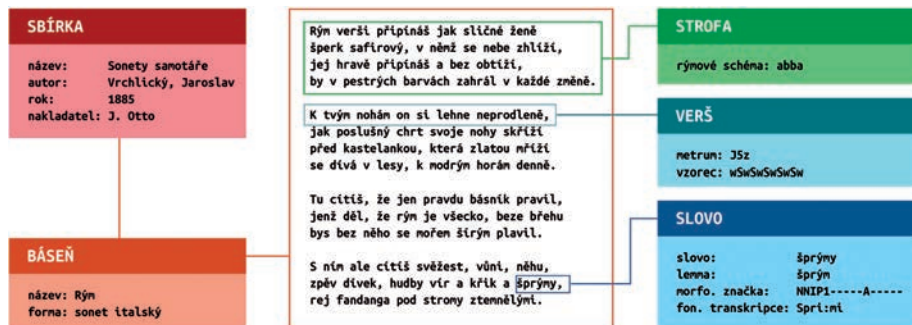 SBÍRKA
název: Sonety samotáře
autor: Vrchlický, Jaroslav
rok: 1885
nakladatel: J. Otto
BÁSEŇ
název: Rým
forma: sonet italský
Rým verši připínáš jak sličné ženě
šperk safirový, v němž se nebe zhlíží,
jej hravě připínáš a bez obtíží,
by v pestrých barvách zahrál v každé změně.
K tvým nohám on si lehne neprodleně,
jak poslušný chrt svoje nohy skříží
před kastelankou, která zlatou mříží
se dívá v lesy, k modrým horám denně.
Tu cítíš, že jen pravdu básník pravil,
jenž děl, že rým je všecko, beze břehu
bys bez něho se mořem šírým plavil.
S ním ale cítíš svěžest, vůni, něhu,
zpěv dívek, hudby vír a křik a šprýmy,
rej fandanga pod stromy ztemnělými.
STROFA
rýmové schéma: abba
VERŠ
metrum: J5z
vzorec: wSwSwSwSwSw
SLOVO
slovo: šprýmy
lemma: šprým
morfo. značka: NNIP1-----A-----
fon. transkripce: Spri:mi